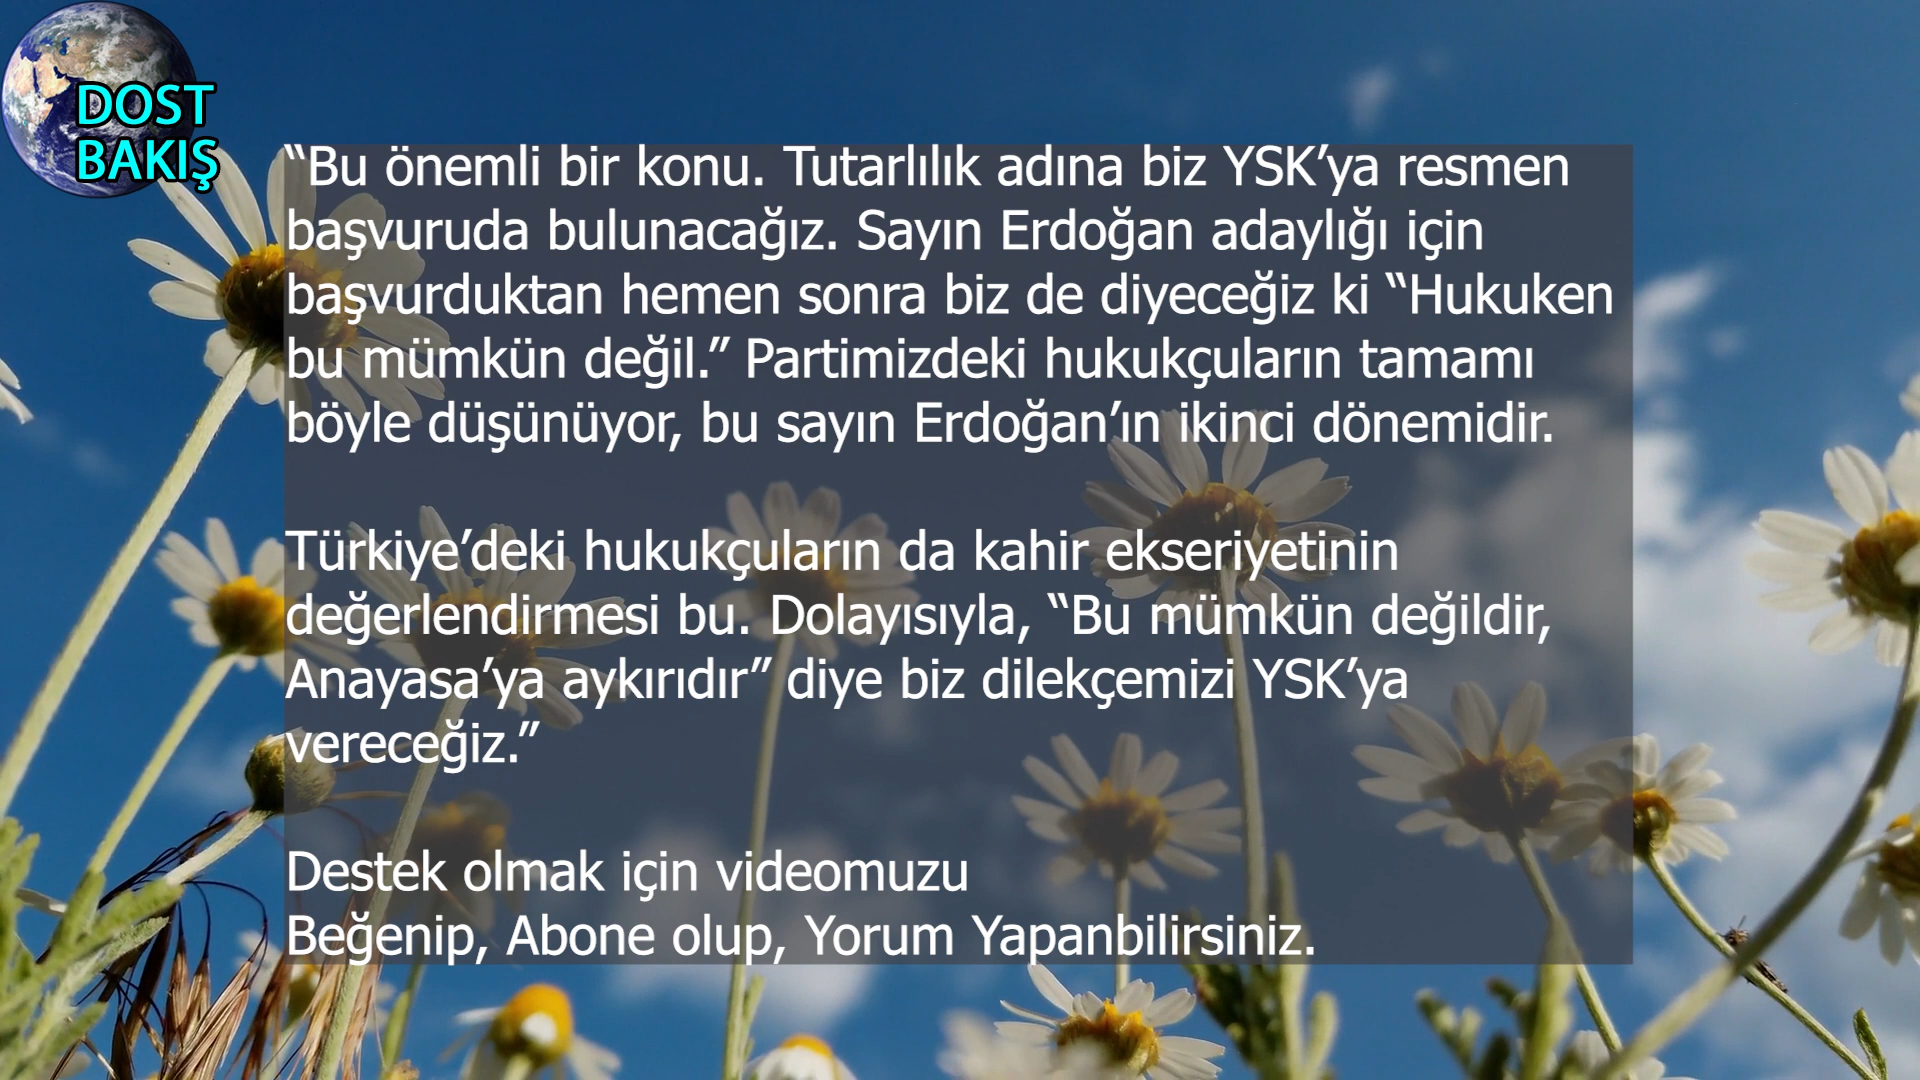 DOST
BAKIŞ
“Bu önemli bir konu. Tutarlılık adına biz YSK’ya resmen
başvuruda bulunacağız. Sayın Erdoğan adaylığı için
başvurduktan hemen sonra biz de diyeceğiz ki “Hukuken
bu mümkün değil.” Partimizdeki hukukçuların tamamı
böyle düşünüyor, bu sayın Erdoğan’ın ikinci dönemidir.
Türkiye’deki hukukçuların da kahir ekseriyetinin
değerlendirmesi bu. Dolayısıyla, “Bu mümkün değildir,
Anayasa’ya aykırıdır” diye biz dilekçemizi YSK’ya
vereceğiz.”
Destek olmak için videomuzu
Beğenip, Abone olup, Yorum Yapanbilirsiniz.